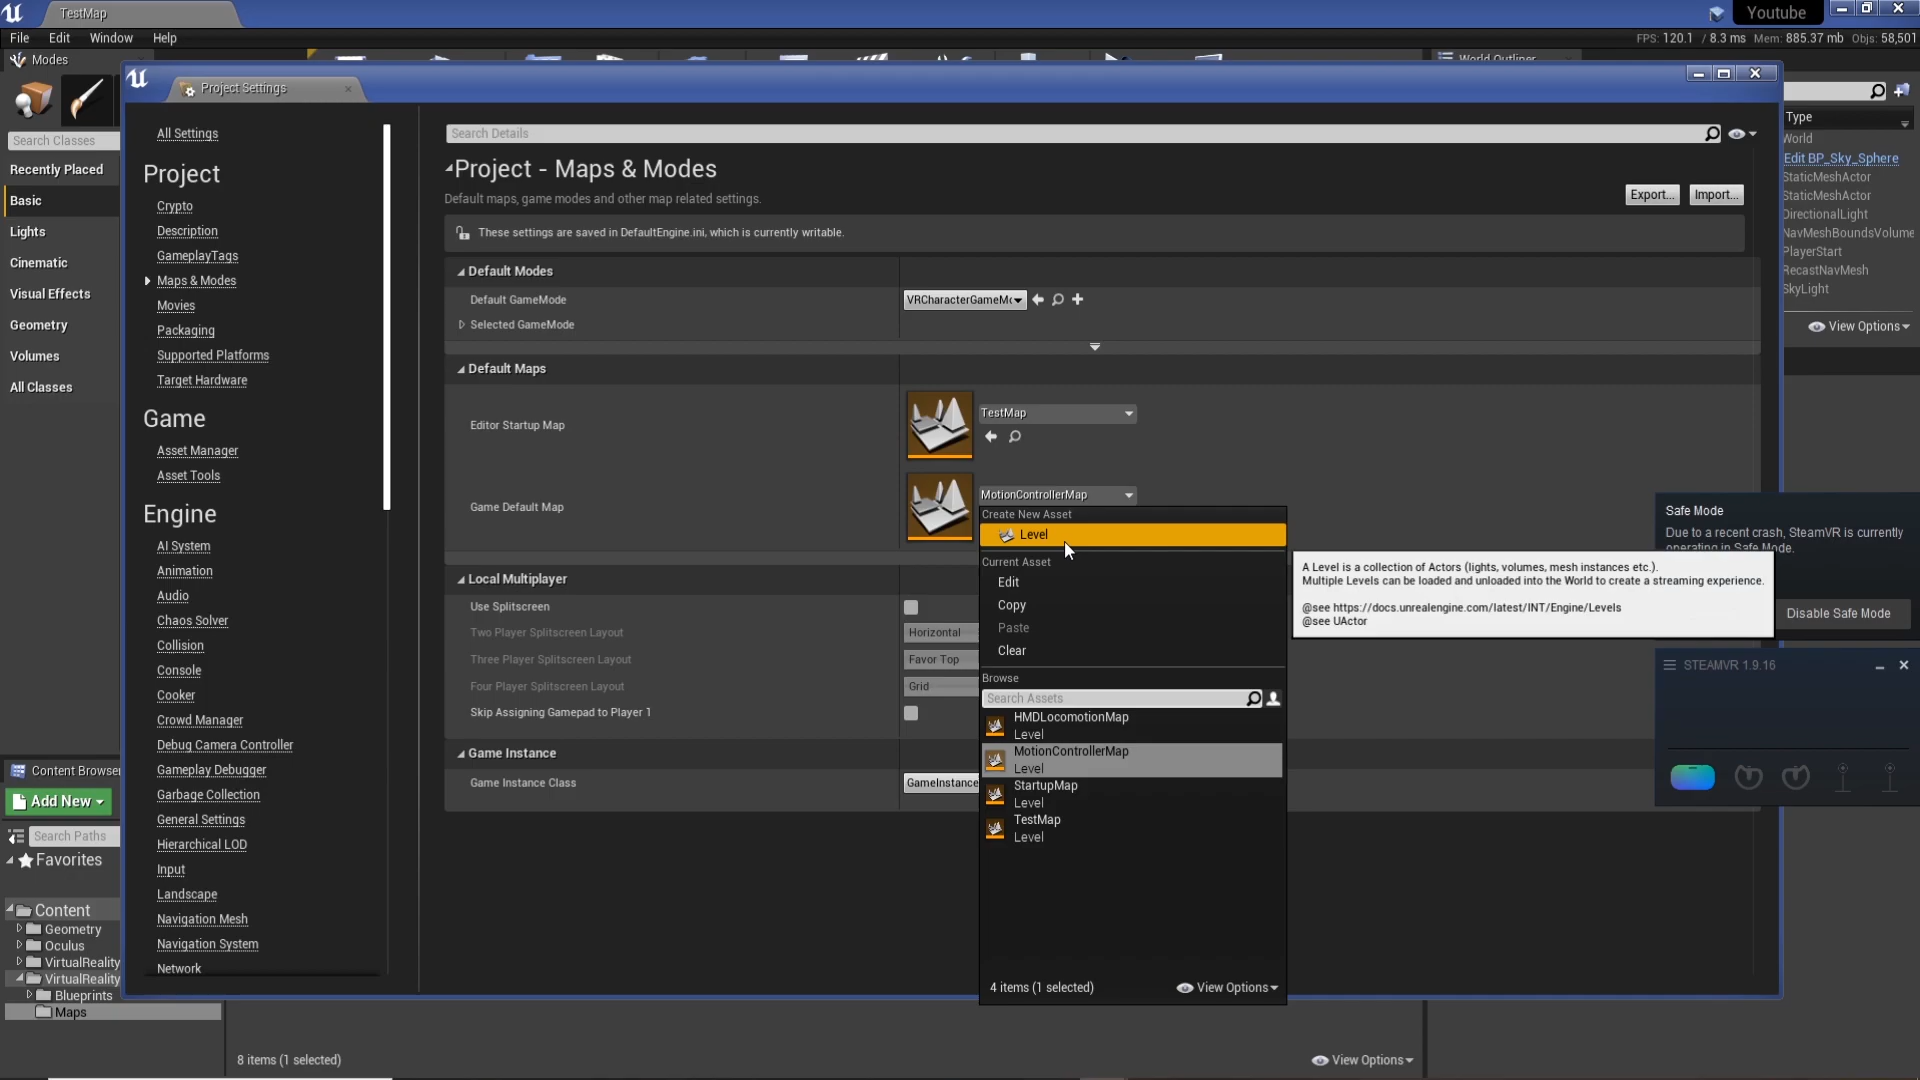 TestMap
Youtube
File Edit Window Help
FPS: 120.1 / 8.3 ms Mem: 885.37 mb Objs: 58,501
Modes
World Outliner
Project Settings
Search Classes
Recently Placed
Basic
Lights
Cinematic
Visual Effects
Geometry
Volumes
All Classes
All Settings
Project
Crypto
Description
GameplayTags
Maps & Modes
Movies
Packaging
Supported Platforms
Target Hardware
Game
Asset Manager
Asset Tools
Engine
AI System
Animation
Audio
Chaos Solver
Collision
Console
Cooker
Crowd Manager
Debug Camera Controller
Gameplay Debugger
Garbage Collection
General Settings
Hierarchical LOD
Input
Landscape
Navigation Mesh
Navigation System
Network
Search Details
Project - Maps & Modes
Default maps, game modes and other map related settings.
Export... Import...
These settings are saved in DefaultEngine.ini, which is currently writable.
Default Modes
Default GameMode VRCharacterGameMo
Selected GameMode
Default Maps
Editor Startup Map TestMap
Game Default Map MotionControllerMap
Local Multiplayer
Use Splitscreen
Two Player Splitscreen Layout Horizontal
Three Player Splitscreen Layout Favor Top
Four Player Splitscreen Layout Grid
Skip Assigning Gamepad to Player 1
Game Instance
Game Instance Class GameInstance
Create New Asset
Level
Current Asset
Edit
Copy
Paste
Clear
Browse
Search Assets
HMDLocomotionMap
Level
MotionControllerMap
Level
StartupMap
Level
TestMap
Level
4 items (1 selected) View Options
A Level is a collection of Actors (lights, volumes, mesh instances etc.).
Multiple Levels can be loaded and unloaded into the World to create a streaming experience.
@see https://docs.unrealengine.com/latest/INT/Engine/Levels
@see UActor
Type
World
Edit BP_Sky_Sphere
StaticMeshActor
StaticMeshActor
DirectionalLight
NavMeshBoundsVolume
PlayerStart
RecastNavMesh
SkyLight
View Options
Safe Mode
Due to a recent crash, SteamVR is currently
operating in Safe Mode.
Disable Safe Mode
STEAMVR 1.9.16
Content Browser
Add New
Search Paths
Favorites
Content
Geometry
Oculus
VirtualReality
VirtualReality
Blueprints
Maps
8 items (1 selected)
View Options